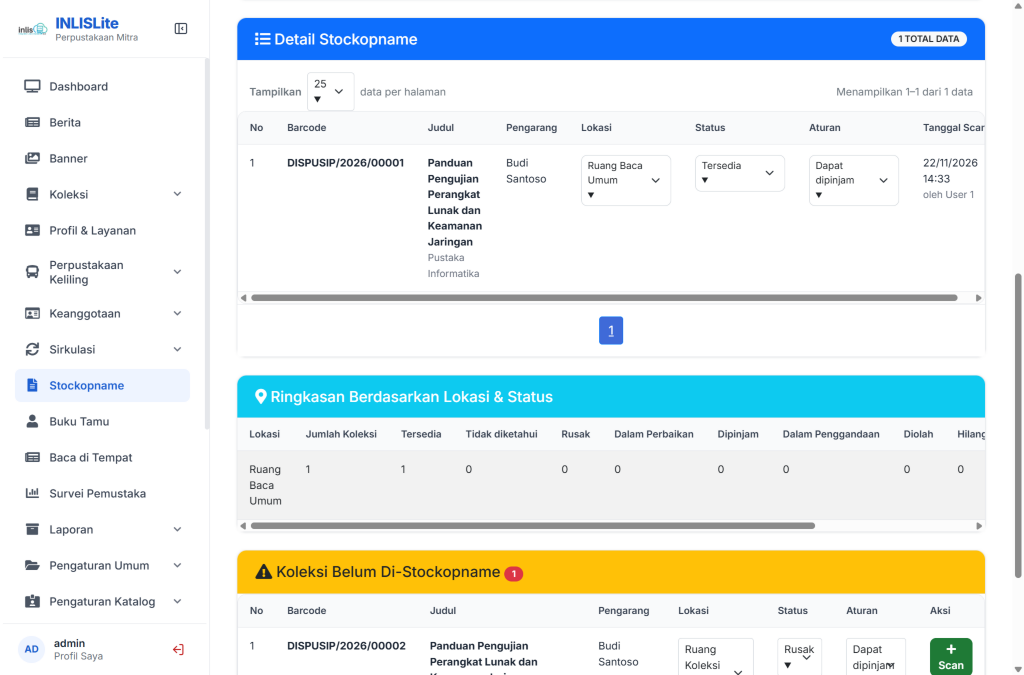 inlis
INLISLite
Perpustakaan Mitra
Dashboard
Berita
Banner
Koleksi
Profil & Layanan
Perpustakaan
Keliling
Keanggotaan
Sirkulasi
Stockopname
Buku Tamu
Baca di Tempat
Survei Pemustaka
Laporan
Pengaturan Umum
Pengaturan Katalog
AD
admin
Profil Saya
Detail Stockopname
1 TOTAL DATA
Tampilkan 25 ▼ data per halaman
Menampilkan 1–1 dari 1 data
No Barcode Judul Pengarang Lokasi Status Aturan Tanggal Scan
1 DISPUSIP/2026/00001
Panduan
Pengujian
Perangkat
Lunak dan
Keamanan
Jaringan
Pustaka
Informatika
Budi
Santoso
Ruang Baca
Umum
▼
Tersedia
▼
Dapat
dipinjam
▼
22/11/2026
14:33
oleh User 1
1
Ringkasan Berdasarkan Lokasi & Status
Lokasi Jumlah Koleksi Tersedia Tidak diketahui Rusak Dalam Perbaikan Dipinjam Dalam Penggandaan Diolah Hilang
Ruang
Baca
Umum
1 1 0 0 0 0 0 0 0
Koleksi Belum Di-Stockopname 1
No Barcode Judul Pengarang Lokasi Status Aturan Aksi
1 DISPUSIP/2026/00002
Panduan Pengujian
Perangkat Lunak dan
Budi
Santoso
Ruang
Koleksi
Rusak
▼
Dapat
dipinjam
+
Scan